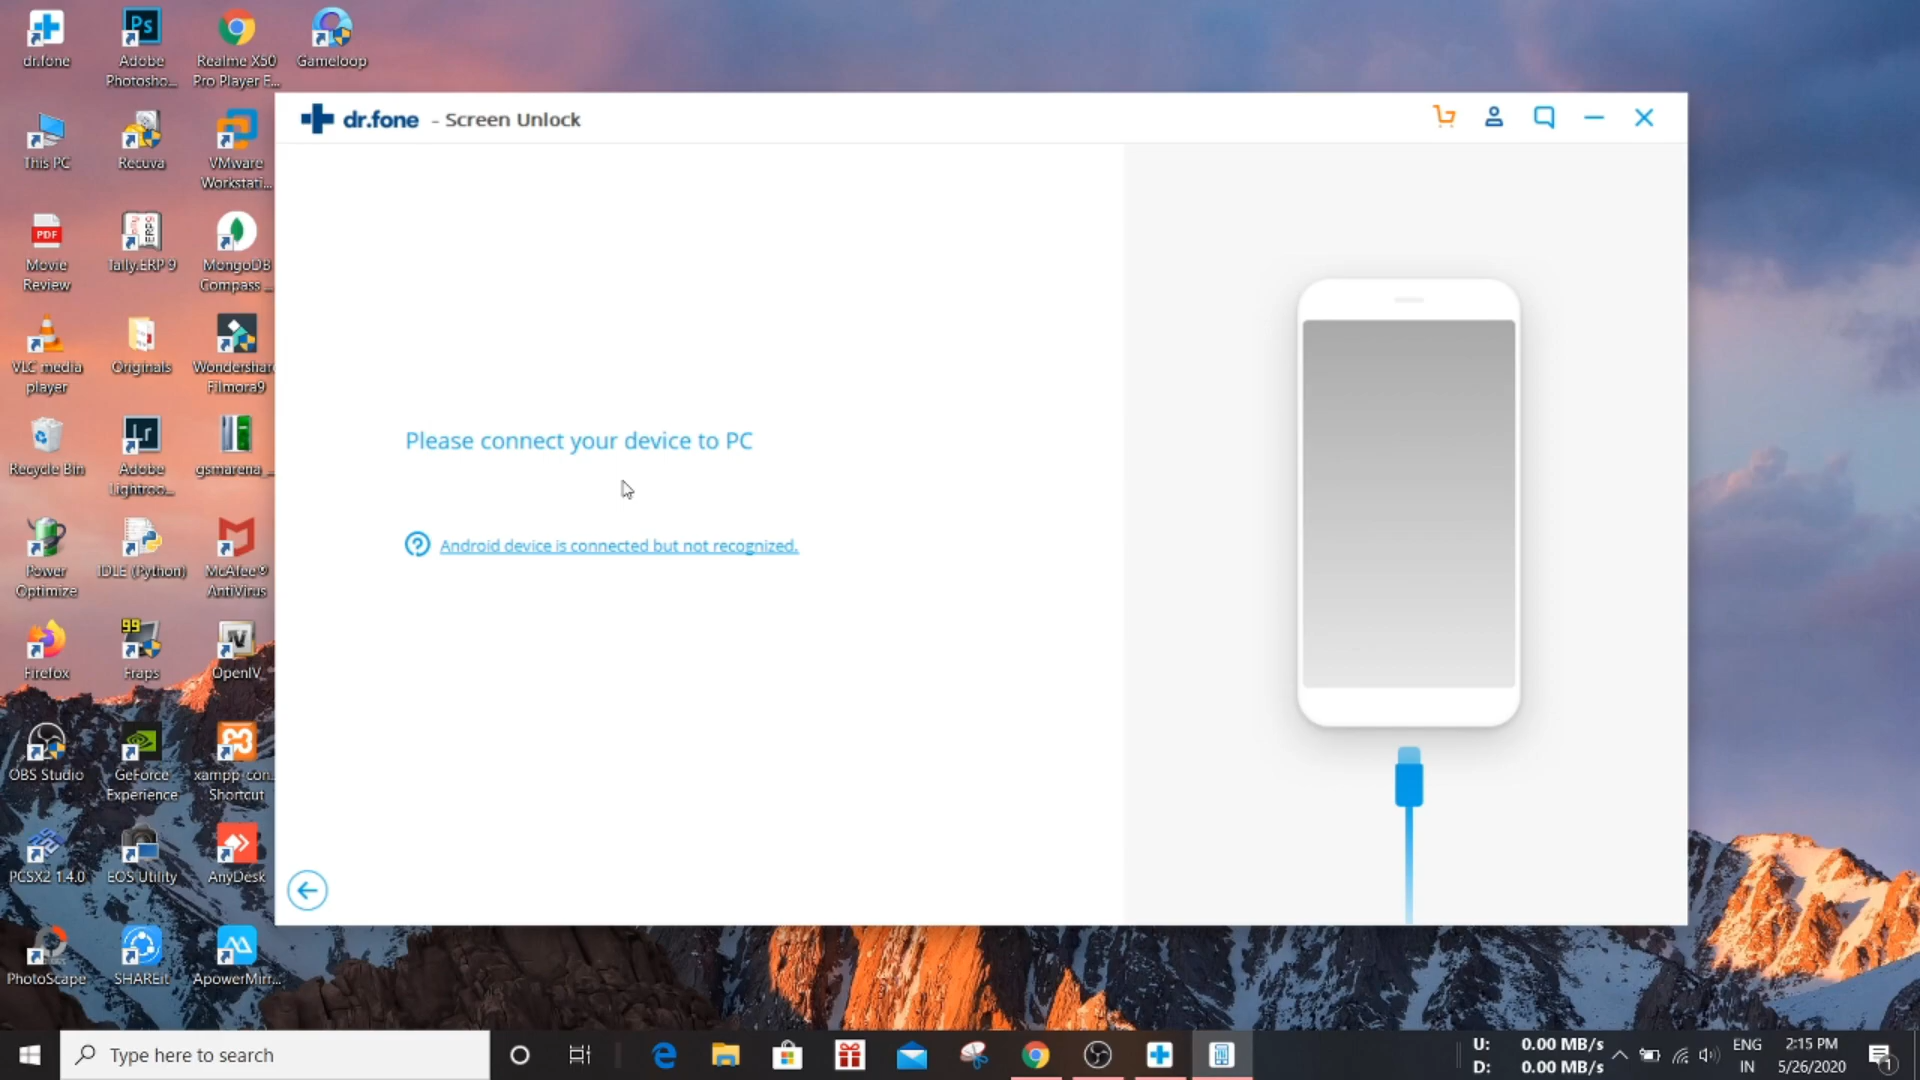 dr.fone
Adobe
Photosho...
Realme X50
Pro Player E...
Gameloop
This PC
Recuva
VMware
Workstati...
PDF
Movie
Review
Tally.ERP 9
MongoDB
Compass ...
VLC media
player
Originals
Wondershar
Filmora9
Recycle Bin
Adobe
Lightroo...
gsmarena_...
Power
Optimize
IDLE (Python)
McAfee®
AntiVirus
Firefox
99
Fraps
OpenIV
OBS Studio
GeForce
Experience
xampp-con...
Shortcut
PCSX2 1.4.0
EOS Utility
AnyDesk
PhotoScape
SHAREit
ApowerMirr...
dr.fone - Screen Unlock
Please connect your device to PC
Android device is connected but not recognized.
Type here to search
U: 0.00 MB/s
D: 0.00 MB/s
ENG
IN
2:15 PM
5/26/2020
1